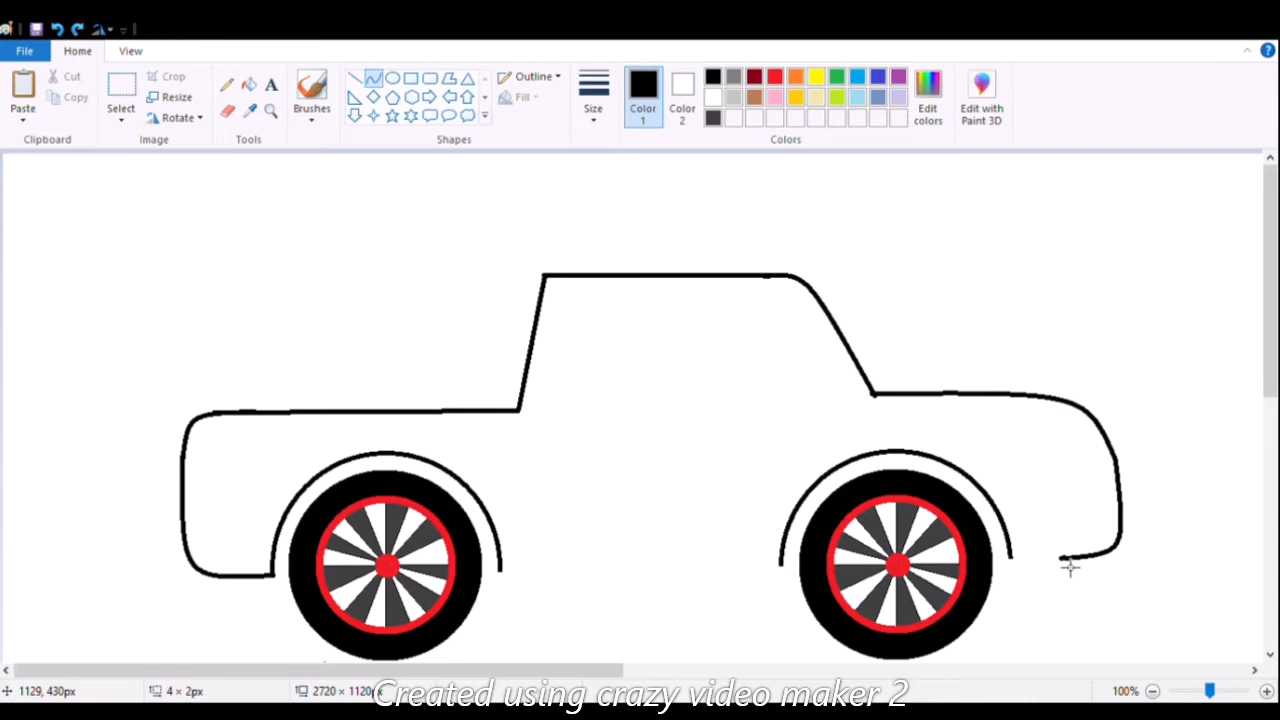 File Home View
Paste Cut Copy Clipboard
Select Crop Resize Rotate Image
Tools
Brushes
Outline Fill Shapes
Size
Color 1
Color 2
Edit colors
Colors
Edit with Paint 3D
1129, 430px 4 × 2px 2720 × 1120px 100%
Created using crazy video maker 2